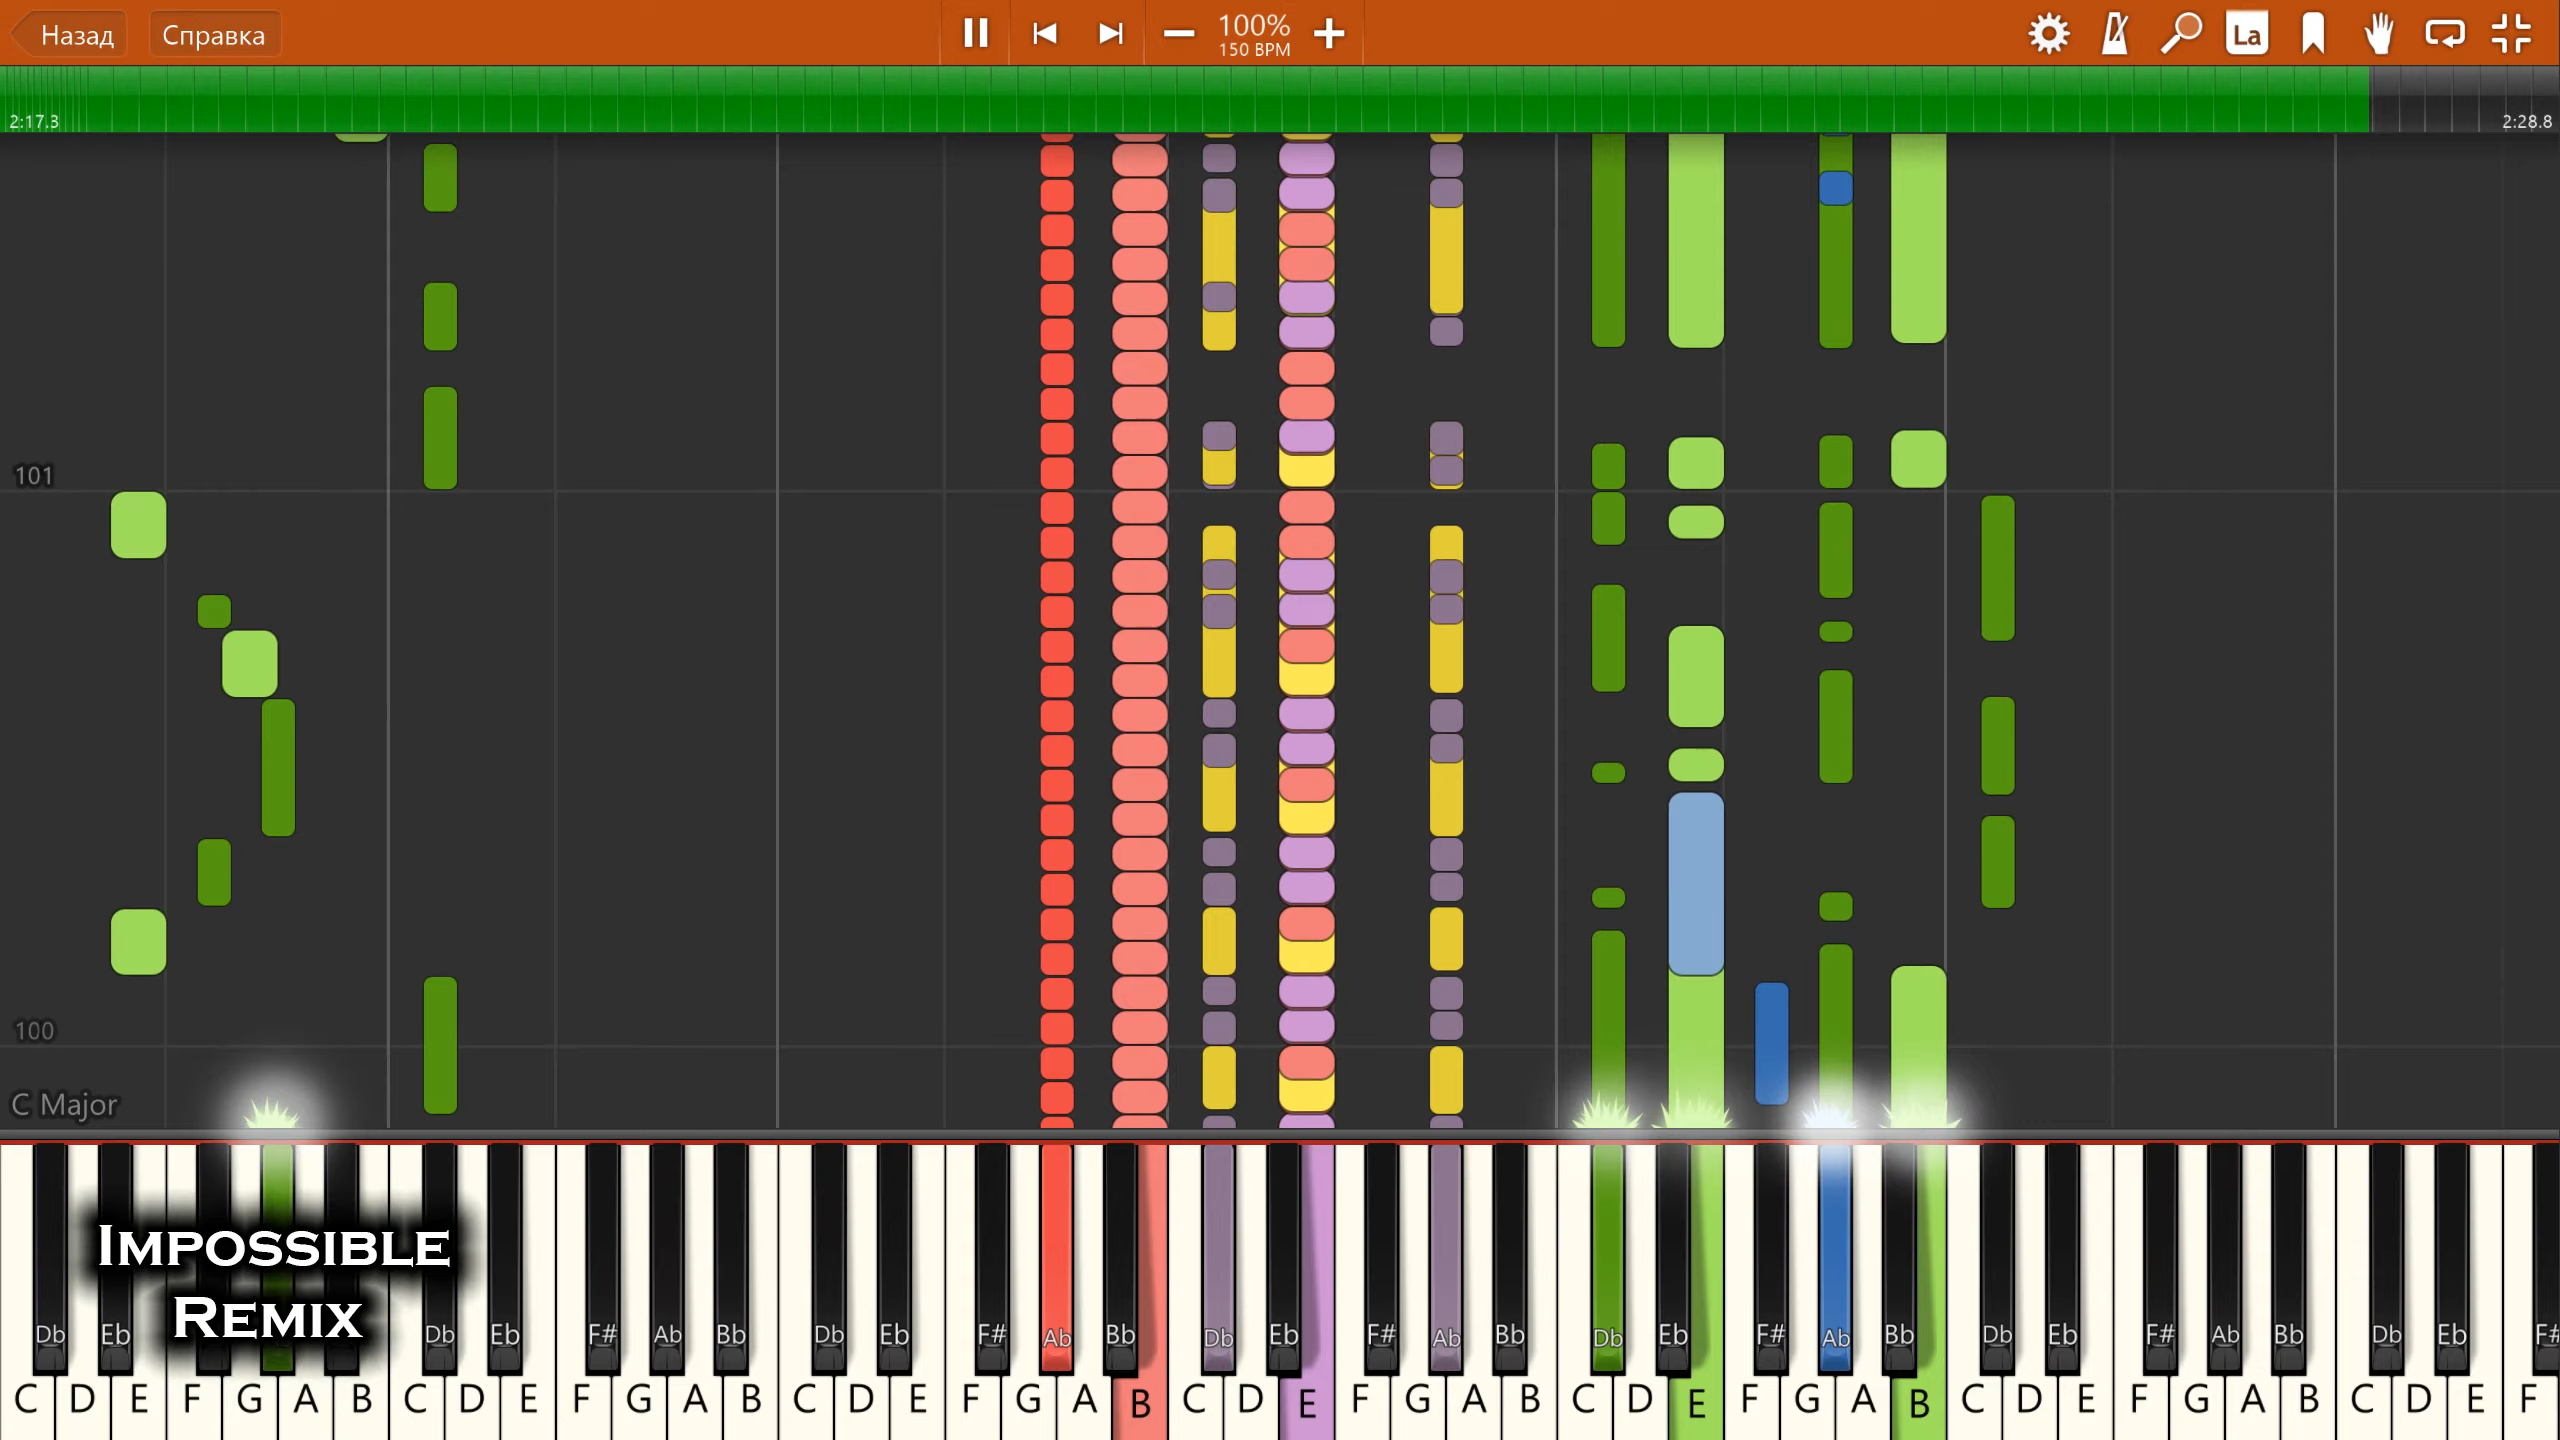 Назад Справка 100% La
150 BPM
2:17.3 2:28.8
101
100
C Major
IMPOSSIBLE
REMIX
Db Eb Db Eb F# Ab Bb Db Eb F# Ab Bb Db Eb F# Ab Bb Db Eb F# Ab Bb Db Eb F# Ab Bb Db Eb F#
C D E F G A B C D E F G A B C D E F G A B C D E F G A B C D E F G A B C D E F G A B C D E F